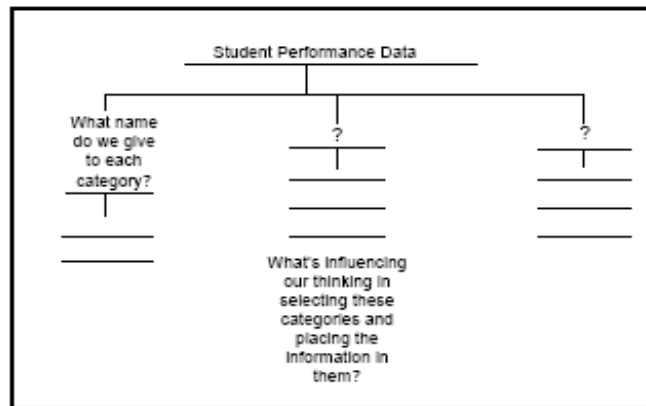 Student Performance Data
What name
do we give
to each
category?
?
?
What's influencing
our thinking in
selecting these
categories and
placing the
information in
them?